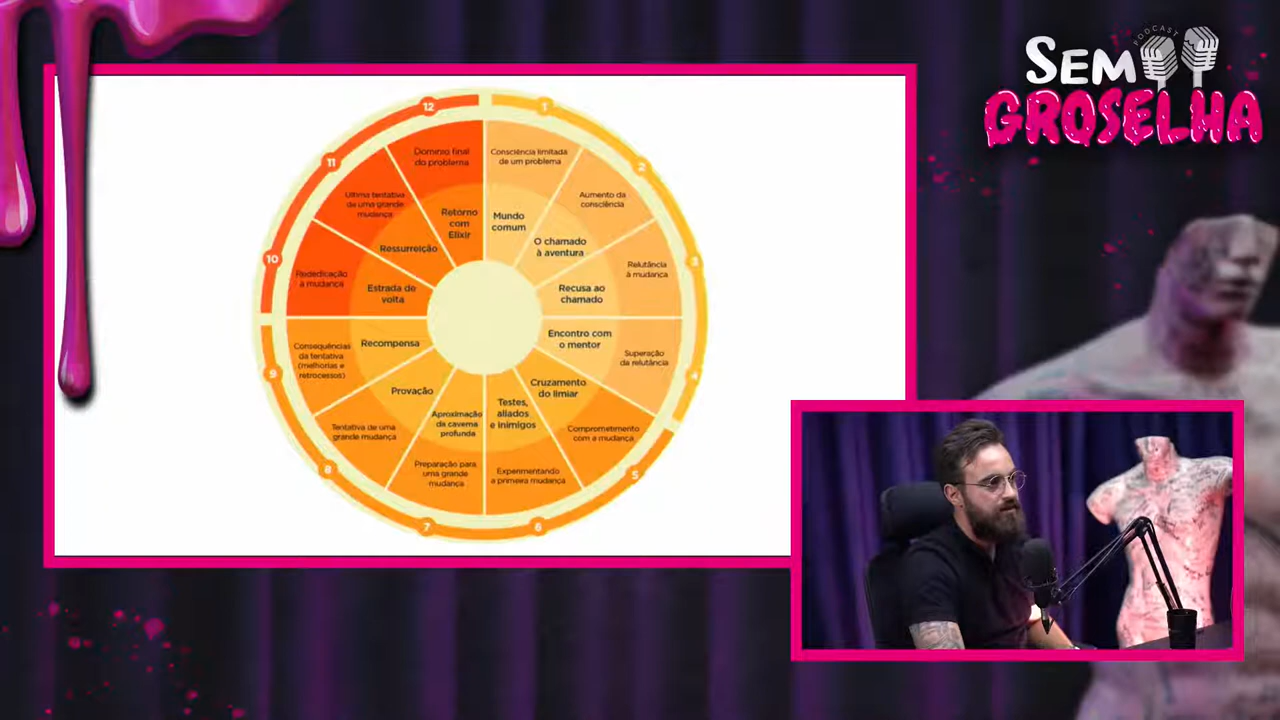 PODCAST
SEM
GROSELHA
12
1
11
2
10
3
9
4
8
5
7
6
Domínio final
do problema
Consciência limitada
de um problema
Última tentativa
de uma grande
mudança
Aumento da
consciência
Retorno
com
Elixir
Mundo
comum
Ressurreição
O chamado
à aventura
Rededicação
à mudança
Relutância
à mudança
Estrada de
volta
Recusa ao
chamado
Consequências
da tentativa
(melhorias e
retrocessos)
Recompensa
Encontro com
o mentor
Superação
da relutância
Provação
Cruzamento
do limiar
Aproximação
da caverna
profunda
Testes,
aliados
e inimigos
Tentativa de uma
grande mudança
Comprometimento
com a mudança
Preparação para
uma grande
mudança
Experimentando
a primeira mudança